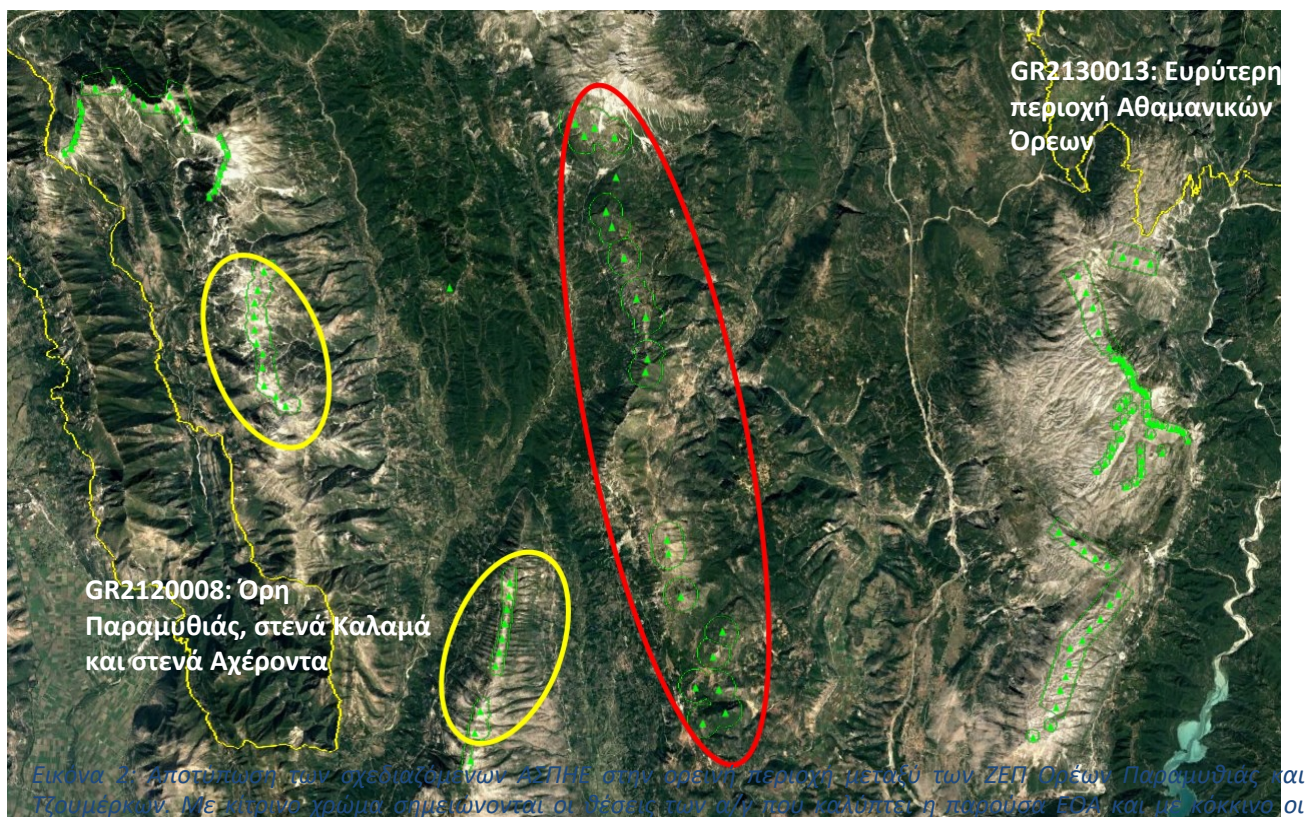 GR2130013: Ευρύτερη
περιοχή Αθαμανικών
Όρεων
GR2120008: Όρη
Παραμυθιάς, στενά Καλαμά
και στενά Αχέροντα
Εικόνα 2: Αποτύπωση των σχεδιαζόμενων ΑΣΠΗΕ στην ορεινή περιοχή μεταξύ των ΖΕΠ Ορέων Παραμυθιάς και
Τζουμέρκων. Με κίτρινο χρώμα σημειώνονται οι θέσεις των α/γ που καλύπτει η παρούσα ΕΟΑ και με κόκκινο οι